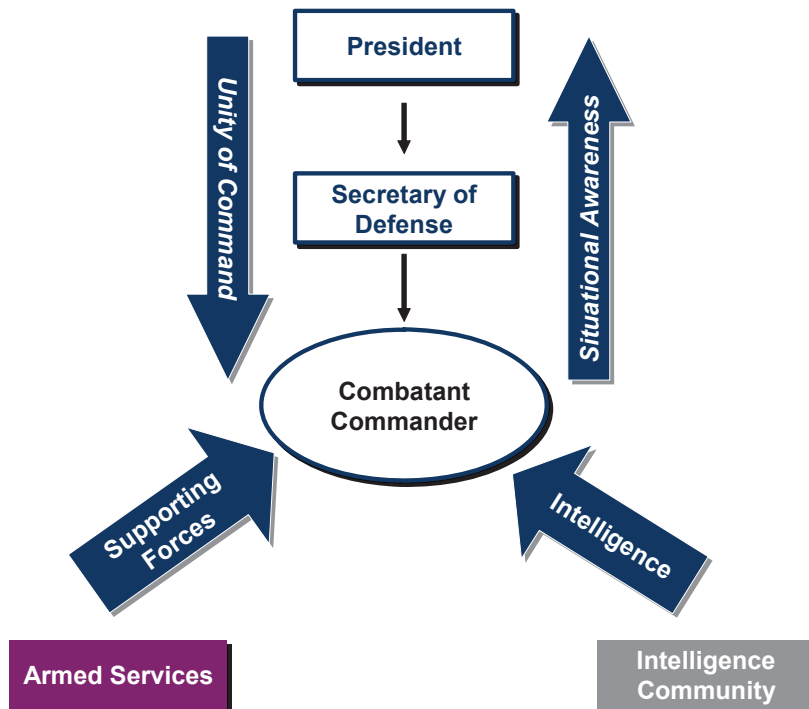 President
Unity of Command
Situational Awareness
Secretary of
Defense
Combatant
Commander
Supporting
Forces
Intelligence
Armed Services
Intelligence
Community